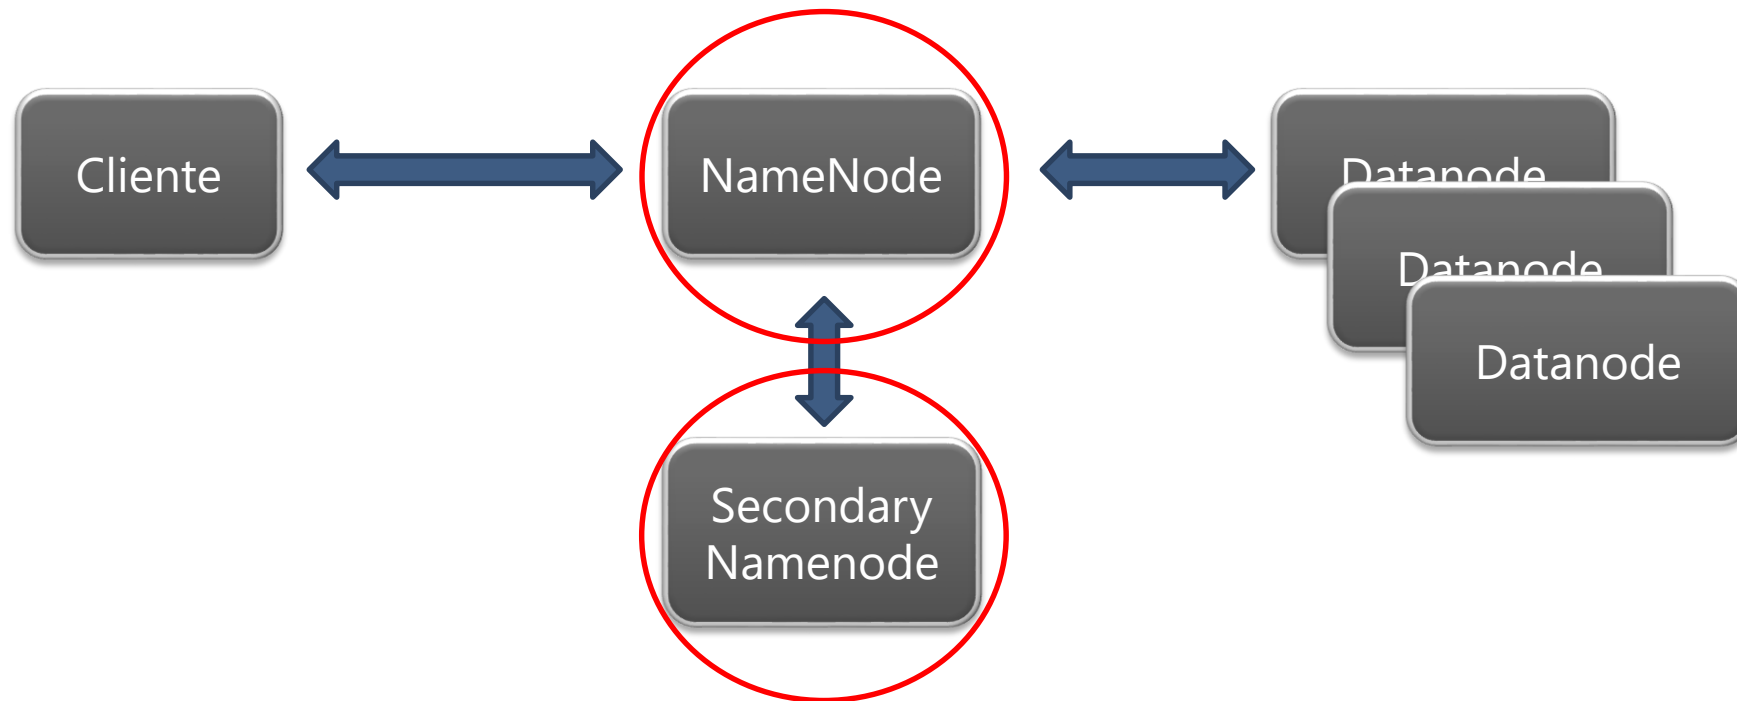 Cliente
NameNode
Datanode
Datanode
Datanode
Secondary
Namenode